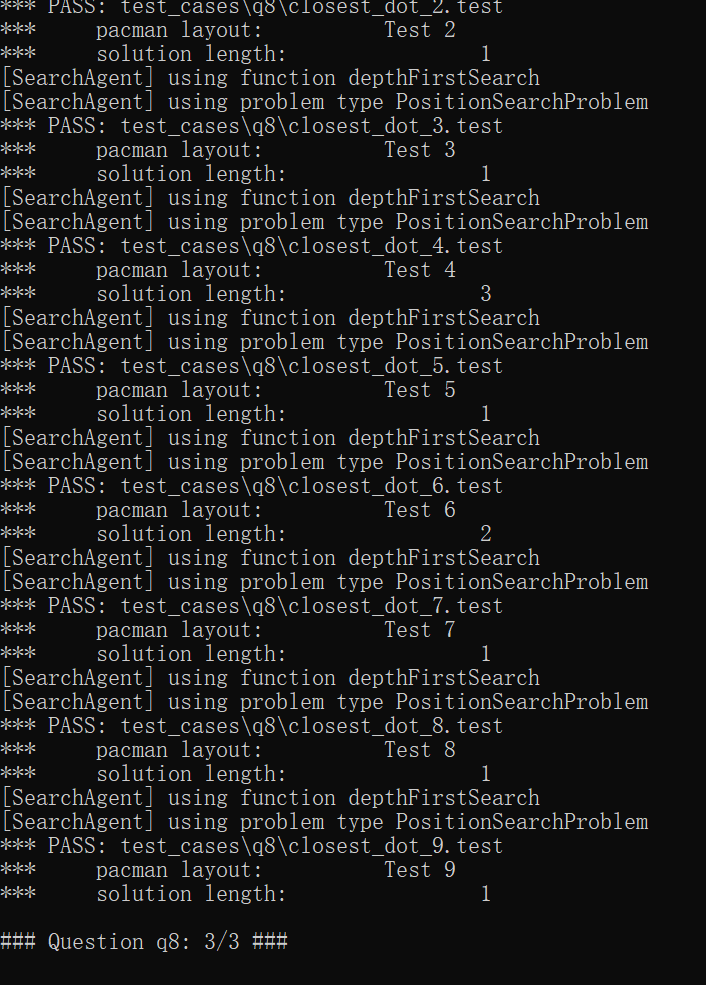 *** PASS: test_cases\q8\closest_dot_2.test
***     pacman layout:          Test 2
***     solution length:                1
[SearchAgent] using function depthFirstSearch
[SearchAgent] using problem type PositionSearchProblem
*** PASS: test_cases\q8\closest_dot_3.test
***     pacman layout:          Test 3
***     solution length:                1
[SearchAgent] using function depthFirstSearch
[SearchAgent] using problem type PositionSearchProblem
*** PASS: test_cases\q8\closest_dot_4.test
***     pacman layout:          Test 4
***     solution length:                3
[SearchAgent] using function depthFirstSearch
[SearchAgent] using problem type PositionSearchProblem
*** PASS: test_cases\q8\closest_dot_5.test
***     pacman layout:          Test 5
***     solution length:                1
[SearchAgent] using function depthFirstSearch
[SearchAgent] using problem type PositionSearchProblem
*** PASS: test_cases\q8\closest_dot_6.test
***     pacman layout:          Test 6
***     solution length:                2
[SearchAgent] using function depthFirstSearch
[SearchAgent] using problem type PositionSearchProblem
*** PASS: test_cases\q8\closest_dot_7.test
***     pacman layout:          Test 7
***     solution length:                1
[SearchAgent] using function depthFirstSearch
[SearchAgent] using problem type PositionSearchProblem
*** PASS: test_cases\q8\closest_dot_8.test
***     pacman layout:          Test 8
***     solution length:                1
[SearchAgent] using function depthFirstSearch
[SearchAgent] using problem type PositionSearchProblem
*** PASS: test_cases\q8\closest_dot_9.test
***     pacman layout:          Test 9
***     solution length:                1
### Question q8: 3/3 ###